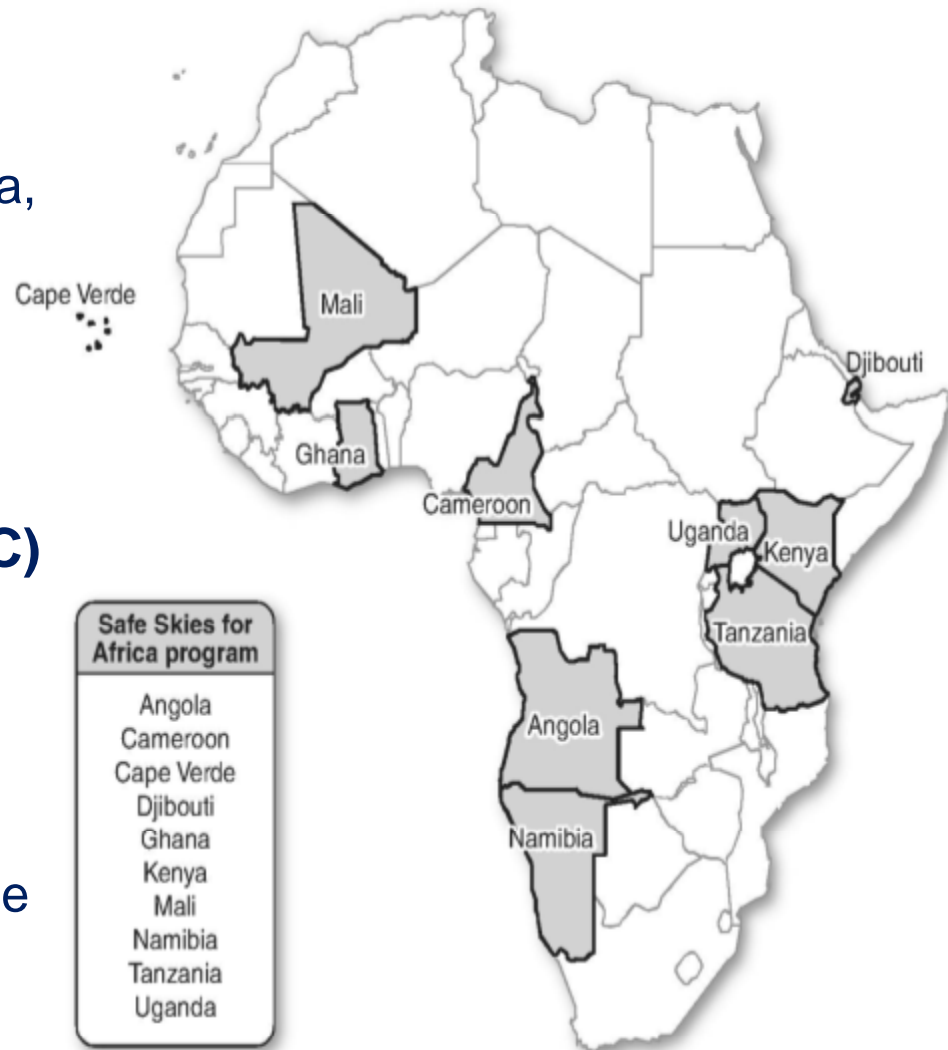 a,
C)
e
Cape Verde
Mali
Djibouti
Ghana
Cameroon
Uganda
Kenya
Tanzania
Angola
Namibia
Safe Skies for
Africa program
Angola
Cameroon
Cape Verde
Djibouti
Ghana
Kenya
Mali
Namibia
Tanzania
Uganda